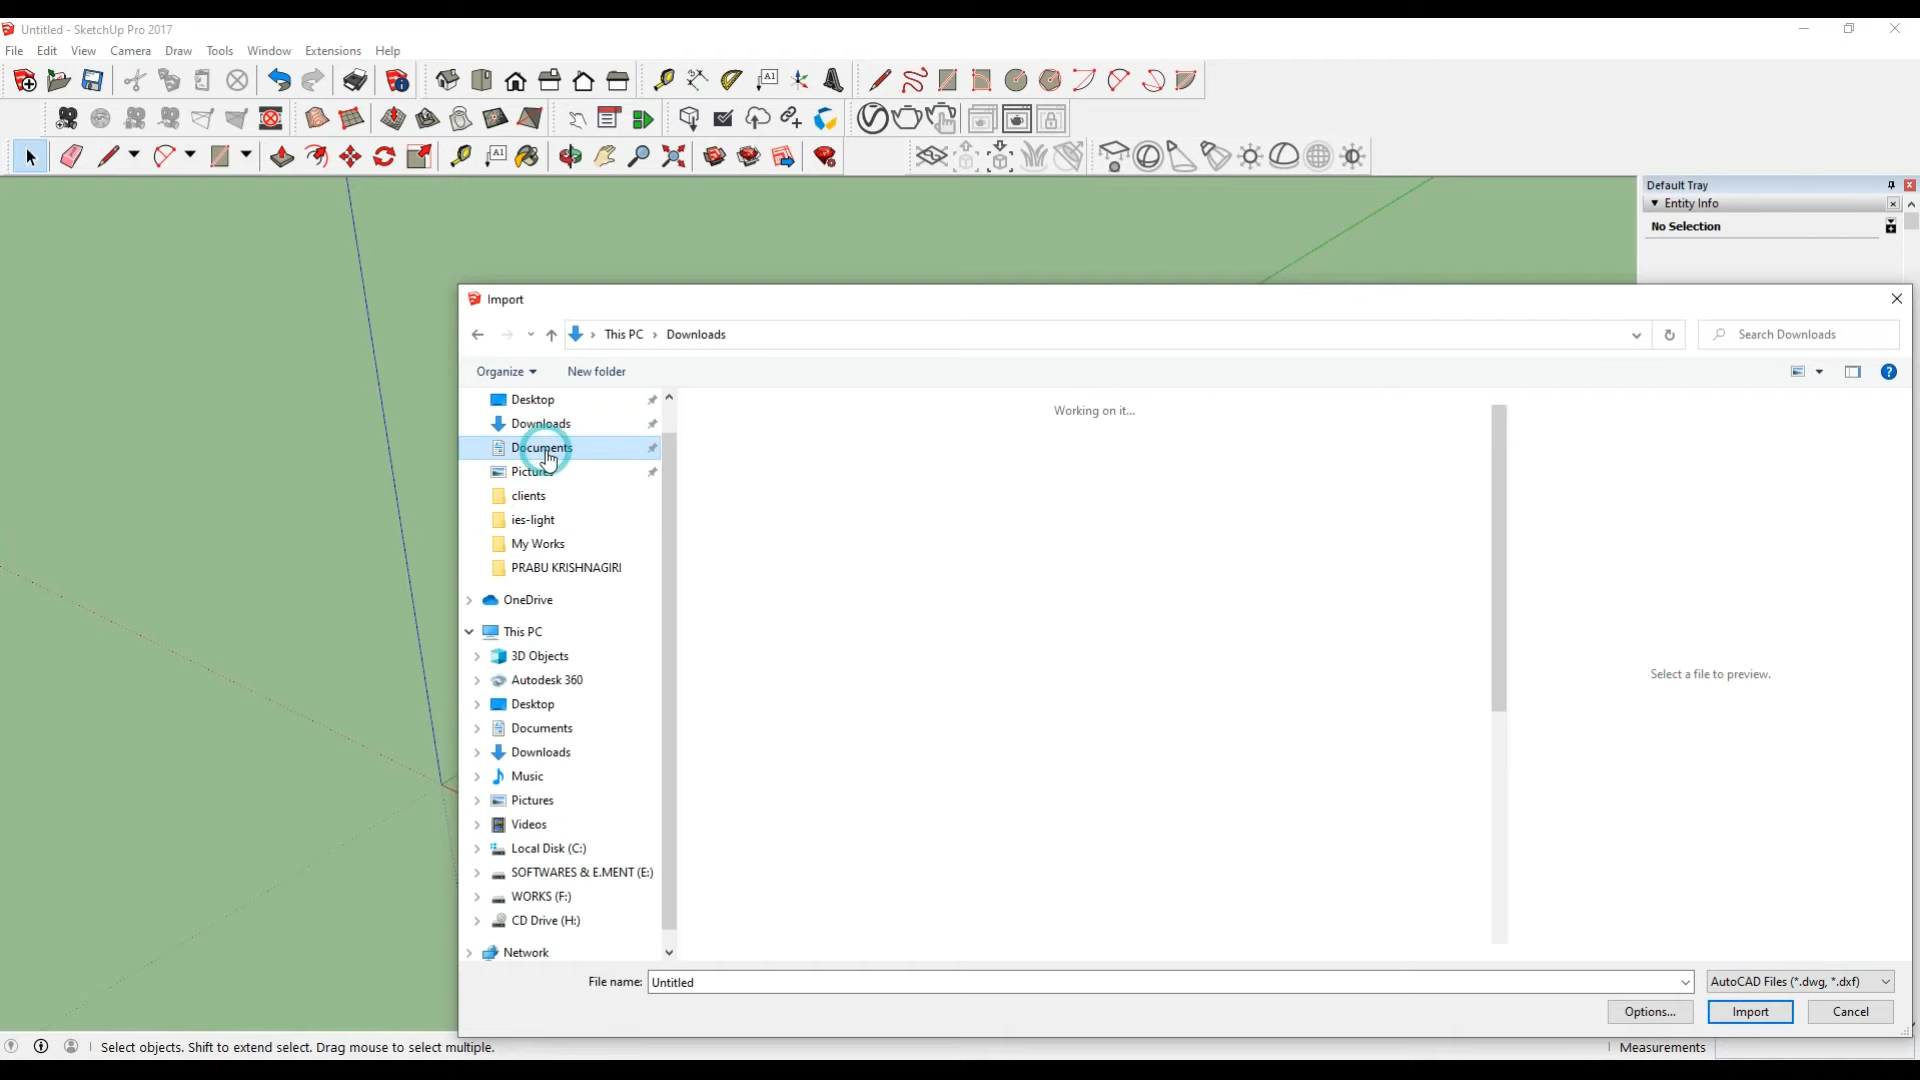 Untitled - SketchUp Pro 2017
File Edit View Camera Draw Tools Window Extensions Help
Default Tray
Entity Info
No Selection
Import
This PC › Downloads
Search Downloads
Organize New folder
Desktop
Downloads
Documents
Pictures
clients
ies-light
My Works
PRABU KRISHNAGIRI
OneDrive
This PC
3D Objects
Autodesk 360
Desktop
Documents
Downloads
Music
Pictures
Videos
Local Disk (C:)
SOFTWARES & E.MENT (E:)
WORKS (F:)
CD Drive (H:)
Network
Working on it...
Select a file to preview.
File name: Untitled AutoCAD Files (*.dwg, *.dxf)
Options... Import Cancel
Select objects. Shift to extend select. Drag mouse to select multiple. Measurements